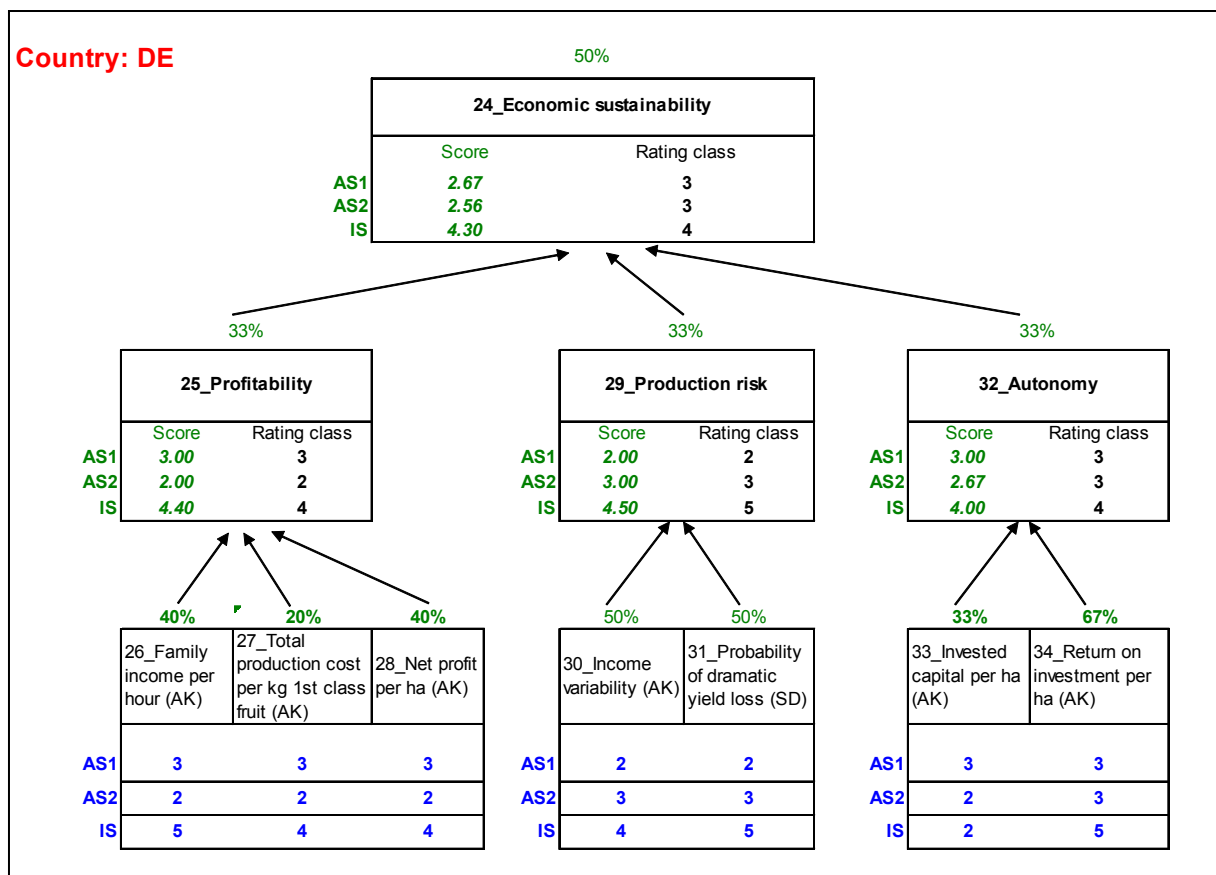 Country: DE
50%
24_Economic sustainability
Score Rating class
AS1 2.67 3
AS2 2.56 3
IS 4.30 4
33% 33% 33%
25_Profitability 29_Production risk 32_Autonomy
Score Rating class Score Rating class Score Rating class
AS1 3.00 3 AS1 2.00 2 AS1 3.00 3
AS2 2.00 2 AS2 3.00 3 AS2 2.67 3
IS 4.40 4 IS 4.50 5 IS 4.00 4
40% 20% 40% 50% 50% 33% 67%
26_Family
income per
hour (AK)
27_Total
production cost
per kg 1st class
fruit (AK)
28_Net profit
per ha (AK)
30_Income
variability (AK)
31_Probability
of dramatic
yield loss (SD)
33_Invested
capital per ha
(AK)
34_Return on
investment per
ha (AK)
AS1 3 3 3 AS1 2 2 AS1 3 3
AS2 2 2 2 AS2 3 3 AS2 2 3
IS 5 4 4 IS 4 5 IS 2 5